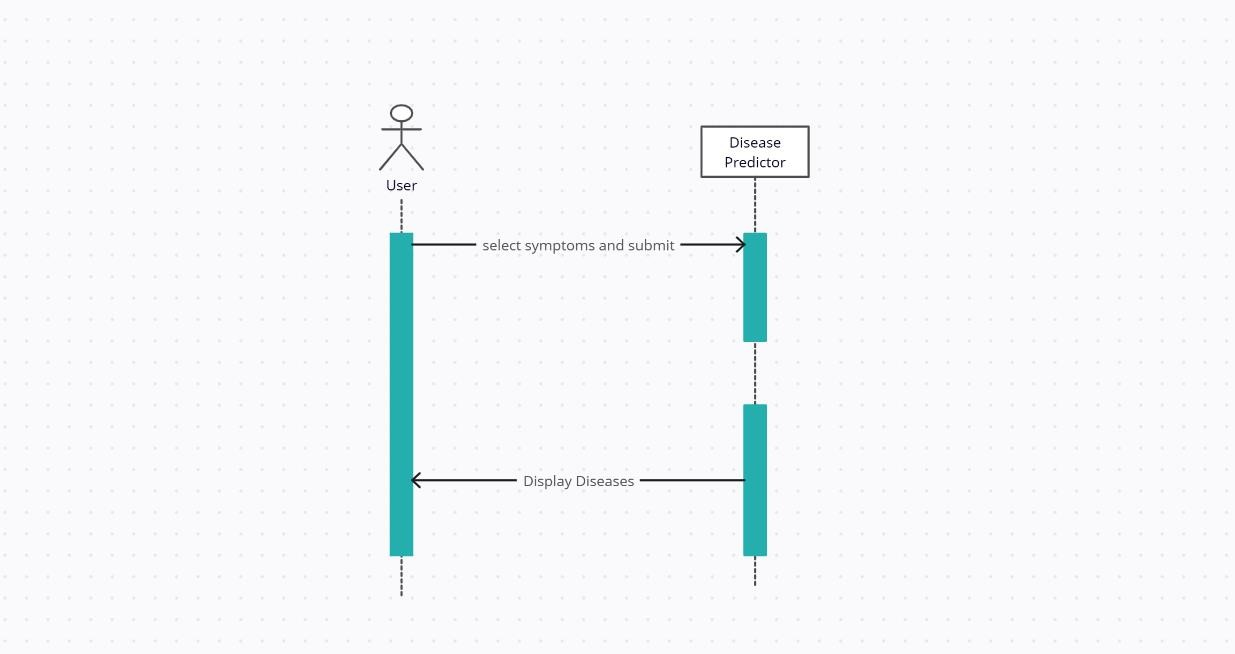 Disease
Predictor
User
select symptoms and submit
Display Diseases